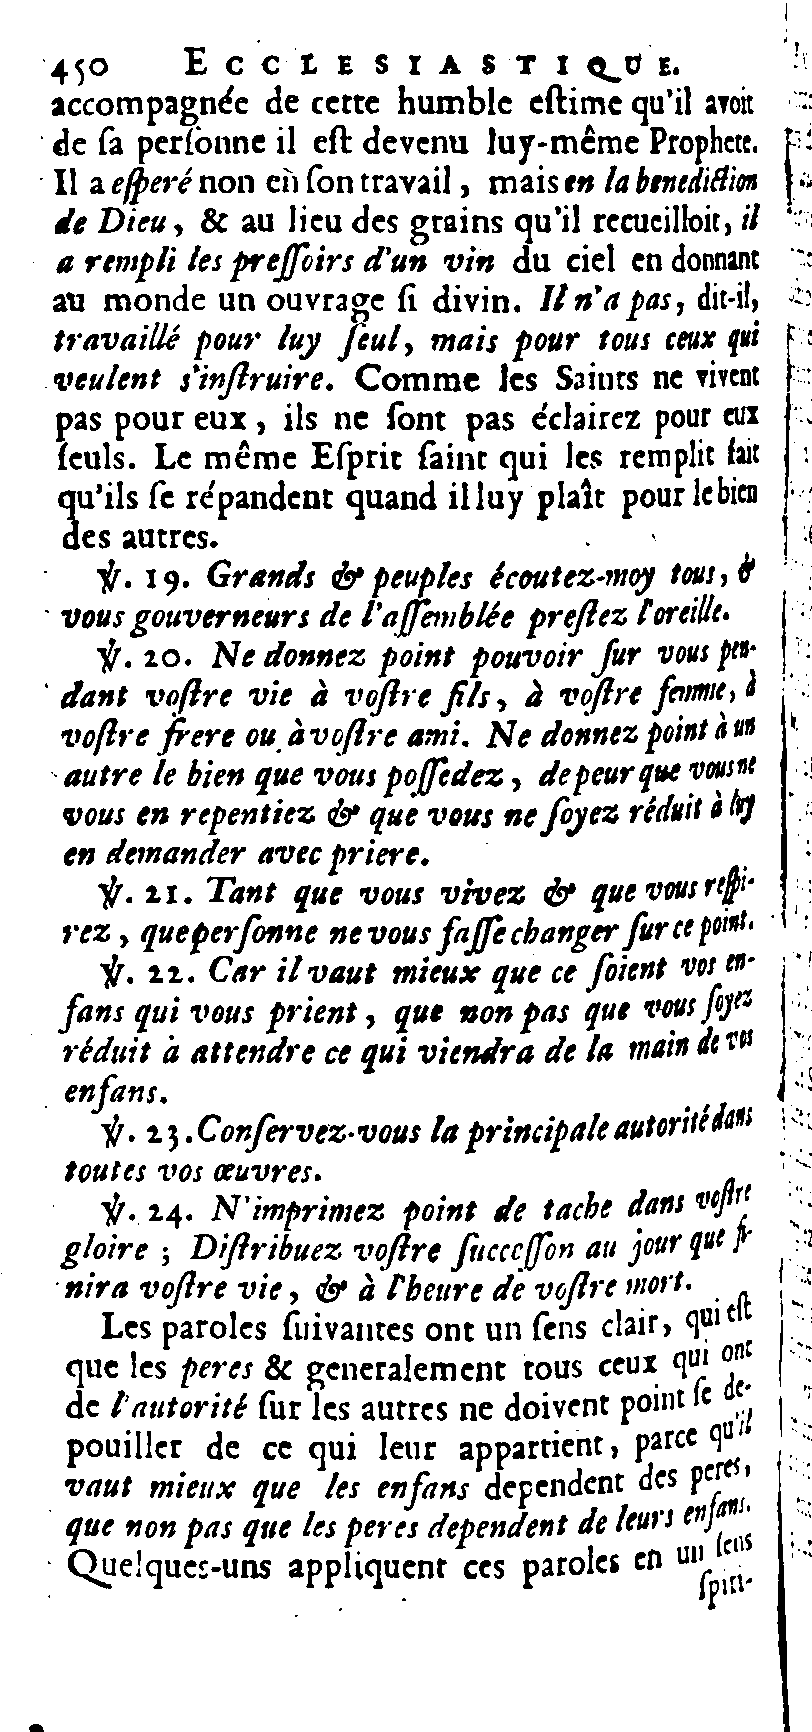 450 ECCLESIASTIQUE.
accompagnée de cette humble eſtime qu'il avoit
de ſa perſonne il eſt devenu luy-même Prophete.
Il a eſperé non en ſon travail, mais en la benediction
de Dieu, & au lieu des grains qu'il recueilloit, il
a rempli les preſſoirs d'un vin du ciel en donnant
au monde un ouvrage ſi divin. Il n'a pas, dit-il,
travaillé pour luy ſeul, mais pour tous ceux qui
veulent s'inſtruire. Comme les Saints ne vivent
pas pour eux, ils ne ſont pas éclairez pour eux
ſeuls. Le même Eſprit ſaint qui les remplit fait
qu'ils ſe répandent quand il luy plaît pour le bien
des autres.
℣. 19. Grands & peuples écoutez-moy tous, &
vous gouverneurs de l'aſſemblée preſtez l'oreille.
℣. 20. Ne donnez point pouvoir ſur vous pen-
dant voſtre vie à voſtre fils, à voſtre femme, à
voſtre frere ou à voſtre ami. Ne donnez point à un
autre le bien que vous poſſedez, de peur que vous ne
vous en repentiez & que vous ne ſoyez réduit à luy
en demander avec priere.
℣. 21. Tant que vous vivez & que vous reſpi-
rez, que perſonne ne vous faſſe changer ſur ce point.
℣. 22. Car il vaut mieux que ce ſoient vos en-
fans qui vous prient, que non pas que vous ſoyez
réduit à attendre ce qui viendra de la main de vos
enfans.
℣. 23. Conſervez-vous la principale autorité dans
toutes vos œuvres.
℣. 24. N'imprimez point de tache dans voſtre
gloire ; Diſtribuez voſtre ſucceſſon au jour que fi-
nira voſtre vie, & à l'heure de voſtre mort.
Les paroles ſuivantes ont un ſens clair, qui eſt
que les peres & generalement tous ceux qui ont
de l'autorité ſur les autres ne doivent point ſe de-
pouiller de ce qui leur appartient, parce qu'il
vaut mieux que les enfans dependent des peres,
que non pas que les peres dependent de leurs enfans.
Quelques-uns appliquent ces paroles en un ſens
ſpiri-